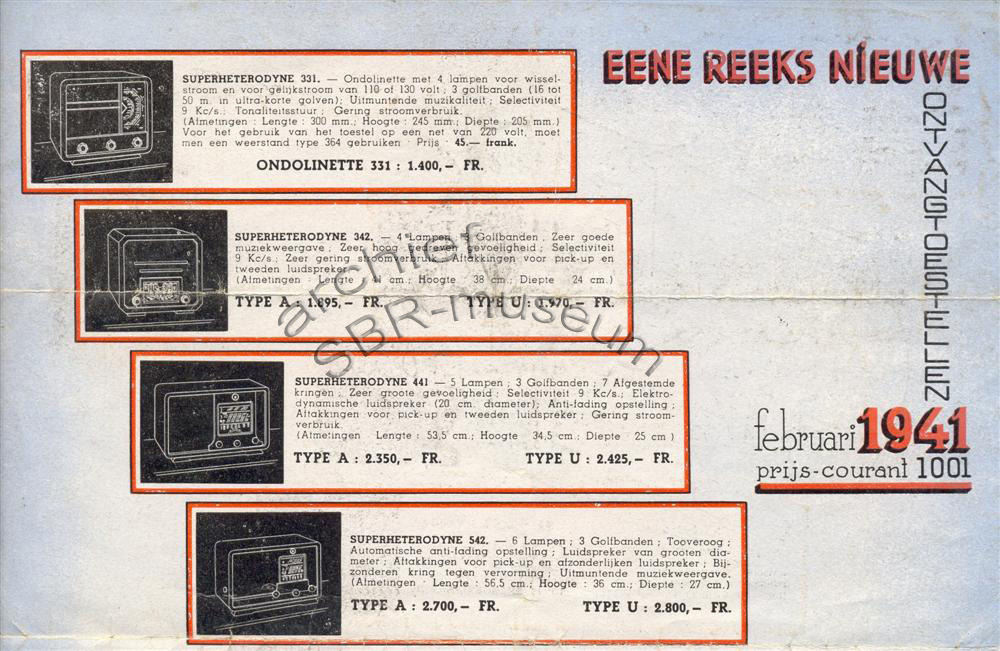 EENE REEKS NIEUWE
ONTVANGTOESTELLEN
februari 1941
prijs-courant 1001
SUPERHETERODYNE 331. — Ondolinette met 4 lampen voor wissel-
stroom en voor gelijkstroom van 110 of 130 volt ; 3 golfbanden (16 tot
50 m. in ultra-korte golven); Uitmuntende muzikaliteit ; Selectiviteit
9 Kc/s.; Tonaliteitsstuur ; Gering stroomverbruik.
(Afmetingen : Lengte : 300 mm.; Hoogte : 245 mm.; Diepte : 205 mm.)
Voor het gebruik van het toestel op een net van 220 volt, moet
men een weerstand type 364 gebruiken · Prijs · 45.— frank.
ONDOLINETTE 331 : 1.400,— FR.
SUPERHETERODYNE 342. — 4 Lampen, Golfbanden, Zeer goede
muziekweergave ; Zeer hoog gevoeligheid ; Selectiviteit
9 Kc/s.; Zeer gering stroomverbruik Aftakkingen voor pick-up en
tweeden luidspreker
(Afmetingen : Lengte cm.; Hoogte 38 cm.; Diepte 24 cm.)
TYPE A : 1.895,— FR. TYPE U : 1.970,— FR.
SUPERHETERODYNE 441 — 5 Lampen ; 3 Golfbanden ; 7 Afgestemde
kringen ; Zeer groote gevoeligheid ; Selectiviteit 9 Kc/s.; Elektro-
dynamische luidspreker (20 cm. diameter); Anti-fading opstelling ;
Aftakkingen voor pick-up en tweeden luidspreker ; Gering stroom-
verbruik.
(Afmetingen Lengte : 53,5 cm.; Hoogte 34,5 cm.; Diepte 25 cm )
TYPE A : 2.350,— FR. TYPE U : 2.425,— FR.
SUPERHETERODYNE 542. — 6 Lampen ; 3 Golfbanden ; Tooveroog ;
Automatische anti-fading opstelling ; Luidspreker van grooten dia-
meter ; Aftakkingen voor pick-up en afzonderlijken luidspreker ; Bij-
zonderen kring tegen vervorming ; Uitmuntende muziekweergave.
(Afmetingen · Lengte : 56,5 cm.; Hoogte : 36 cm.; Diepte : 27 cm.)
TYPE A : 2.700,— FR. TYPE U : 2.800,— FR.
archief
SBR-museum